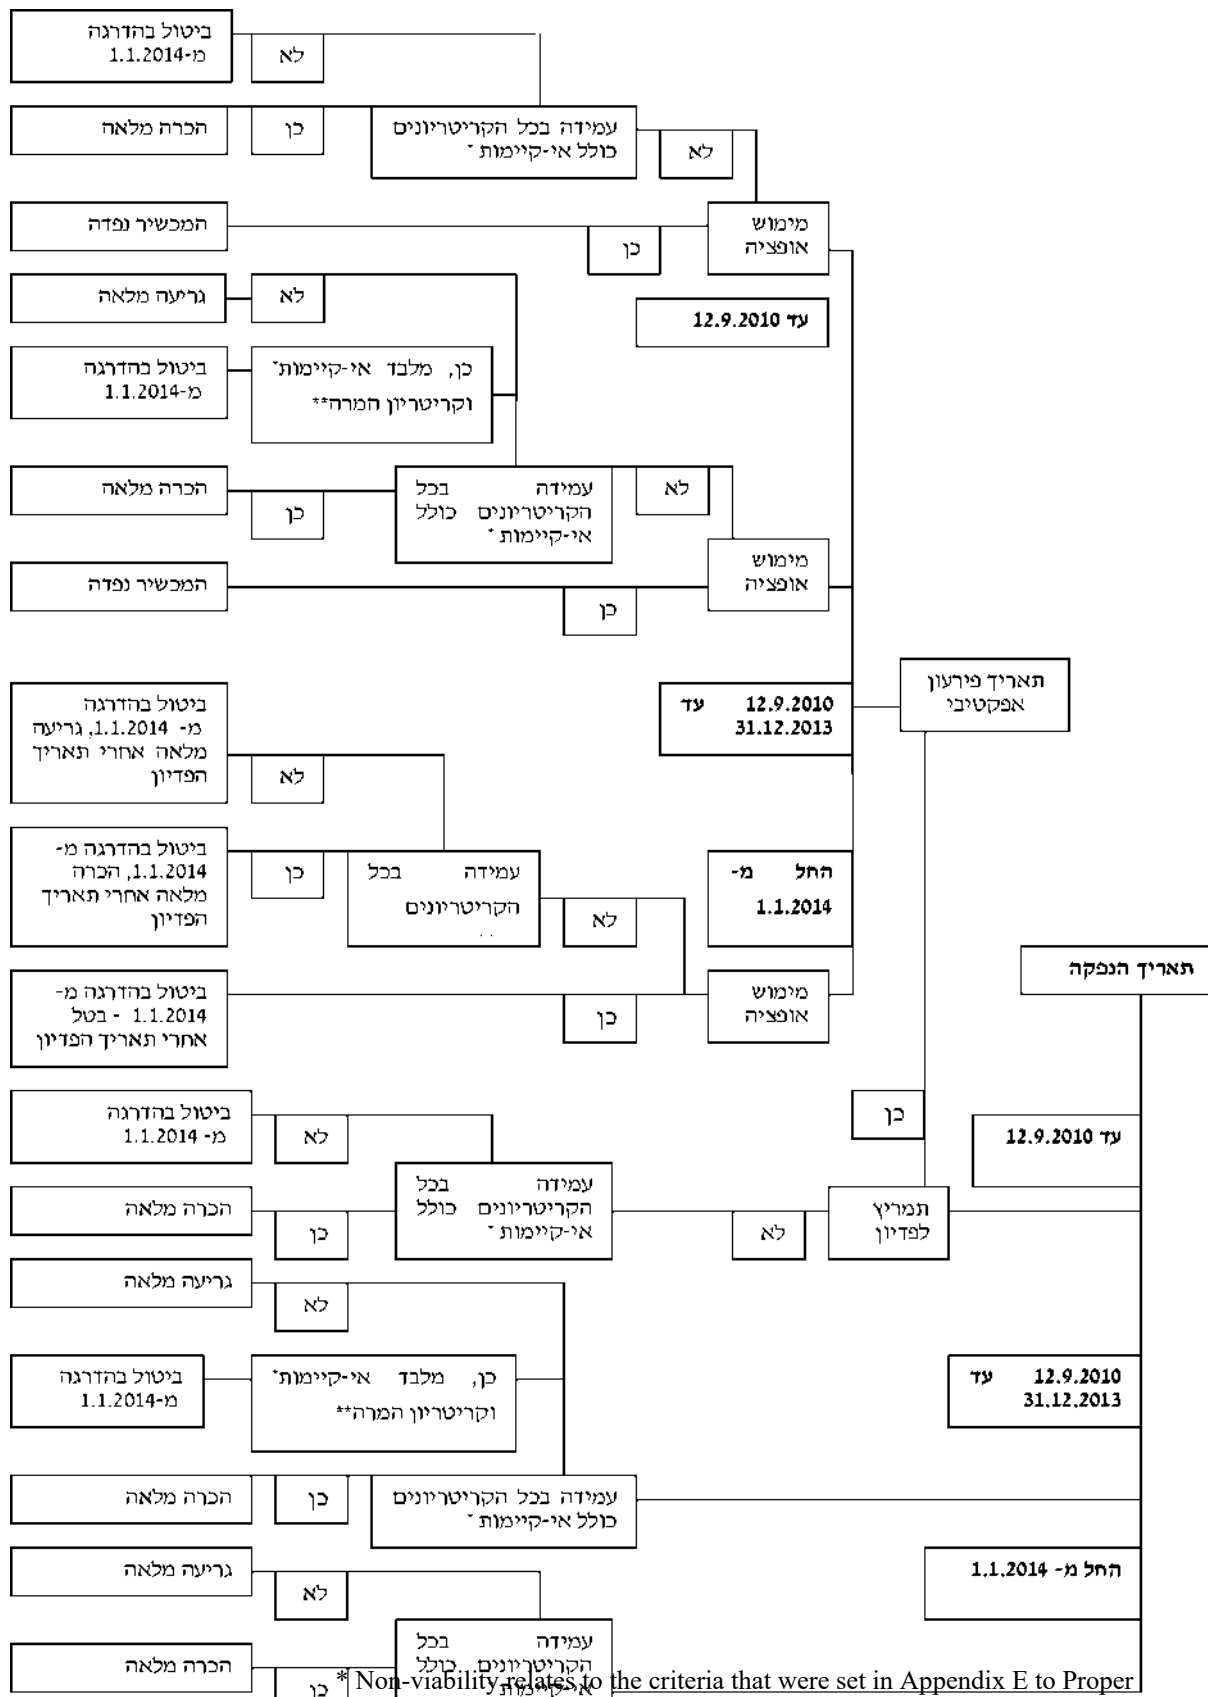 ביטול בהדרגה
מ-1.1.2014
לא
הכרה מלאה
כן
עמידה בכל הקריטריונים
כולל אי-קיימות *
לא
המכשיר נפדה
כן
מימוש
אופציה
גריעה מלאה
לא
עד 12.9.2010
ביטול בהדרגה
מ-1.1.2014
כן, מלבד אי-קיימות*
וקריטריון המרה**
הכרה מלאה
כן
עמידה בכל
הקריטריונים כולל
אי-קיימות *
לא
המכשיר נפדה
כן
מימוש
אופציה
תאריך פירעון
אפקטיבי
12.9.2010 עד
31.12.2013
ביטול בהדרגה
מ- 1.1.2014, גריעה
מלאה אחרי תאריך
הפדיון
לא
ביטול בהדרגה מ-
1.1.2014, הכרה
מלאה אחרי תאריך
הפדיון
כן
עמידה בכל
הקריטריונים
לא
החל מ-
1.1.2014
תאריך הנפקה
ביטול בהדרגה מ-
1.1.2014 - בטל
אחרי תאריך הפדיון
כן
מימוש
אופציה
כן
ביטול בהדרגה
מ- 1.1.2014
לא
עד 12.9.2010
הכרה מלאה
כן
עמידה בכל
הקריטריונים כולל
אי-קיימות *
לא
תמריץ
לפדיון
גריעה מלאה
לא
ביטול בהדרגה
מ-1.1.2014
כן, מלבד אי-קיימות*
וקריטריון המרה**
12.9.2010 עד
31.12.2013
הכרה מלאה
כן
עמידה בכל הקריטריונים
כולל אי-קיימות *
גריעה מלאה
לא
החל מ- 1.1.2014
הכרה מלאה
כן
עמידה בכל
הקריטריונים כולל
* Non-viability relates to the criteria that were set in Appendix E to Proper